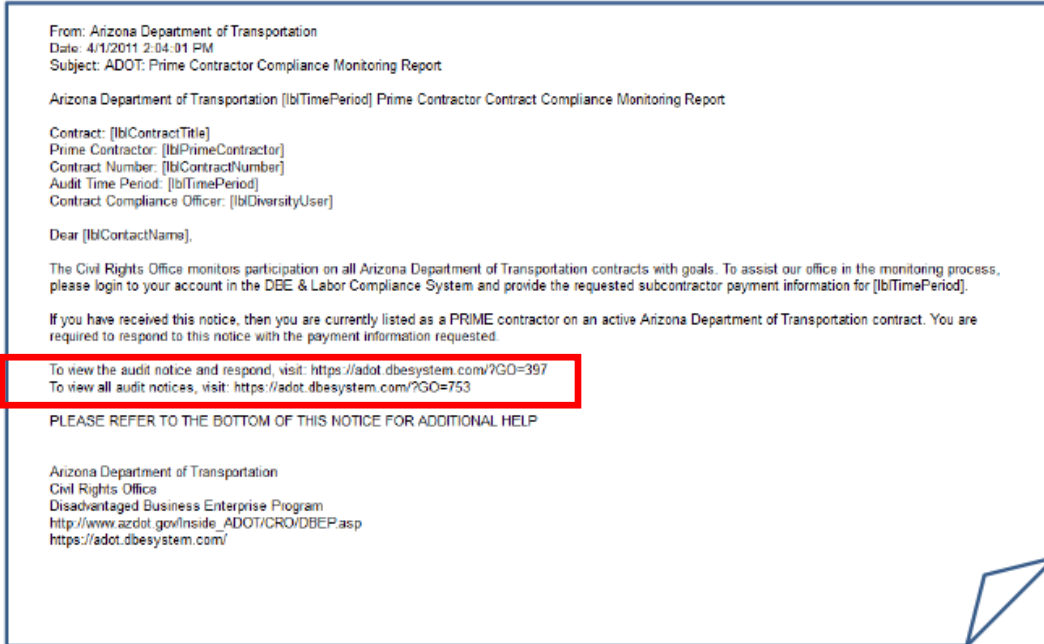 From: Arizona Department of Transportation
Date: 4/1/2011 2:04:01 PM
Subject: ADOT: Prime Contractor Compliance Monitoring Report
Arizona Department of Transportation [lblTimePeriod] Prime Contractor Contract Compliance Monitoring Report
Contract: [lblContractTitle]
Prime Contractor: [lblPrimeContractor]
Contract Number: [lblContractNumber]
Audit Time Period: [lblTimePeriod]
Contract Compliance Officer: [lblDiversityUser]
Dear [lblContactName],
The Civil Rights Office monitors participation on all Arizona Department of Transportation contracts with goals. To assist our office in the monitoring process,
please login to your account in the DBE & Labor Compliance System and provide the requested subcontractor payment information for [lblTimePeriod].
If you have received this notice, then you are currently listed as a PRIME contractor on an active Arizona Department of Transportation contract. You are
required to respond to this notice with the payment information requested.
To view the audit notice and respond, visit: https://adot.dbesystem.com/?GO=397
To view all audit notices, visit: https://adot.dbesystem.com/?GO=753
PLEASE REFER TO THE BOTTOM OF THIS NOTICE FOR ADDITIONAL HELP
Arizona Department of Transportation
Civil Rights Office
Disadvantaged Business Enterprise Program
http://www.azdot.gov/Inside_ADOT/CRO/DBEP.asp
https://adot.dbesystem.com/